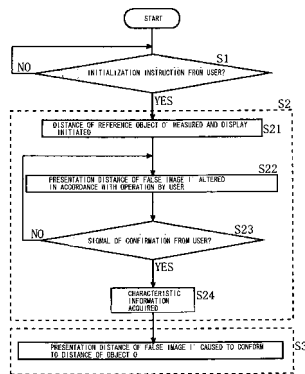 START
S1
INITIALIZATION INSTRUCTION FROM USER?
NO
YES
S2
S21
DISTANCE OF REFERENCE OBJECT O' MEASURED AND DISPLAY
INITIATED
S22
PRESENTATION DISTANCE OF FALSE IMAGE I' ALTERED
IN ACCORDANCE WITH OPERATION BY USER
S23
NO
SIGNAL OF CONFIRMATION FROM USER?
YES
S24
CHARACTERISTIC
INFORMATION
ACQUIRED
S3
PRESENTATION DISTANCE OF FALSE IMAGE I' CAUSED TO CONFORM
TO DISTANCE OF OBJECT O